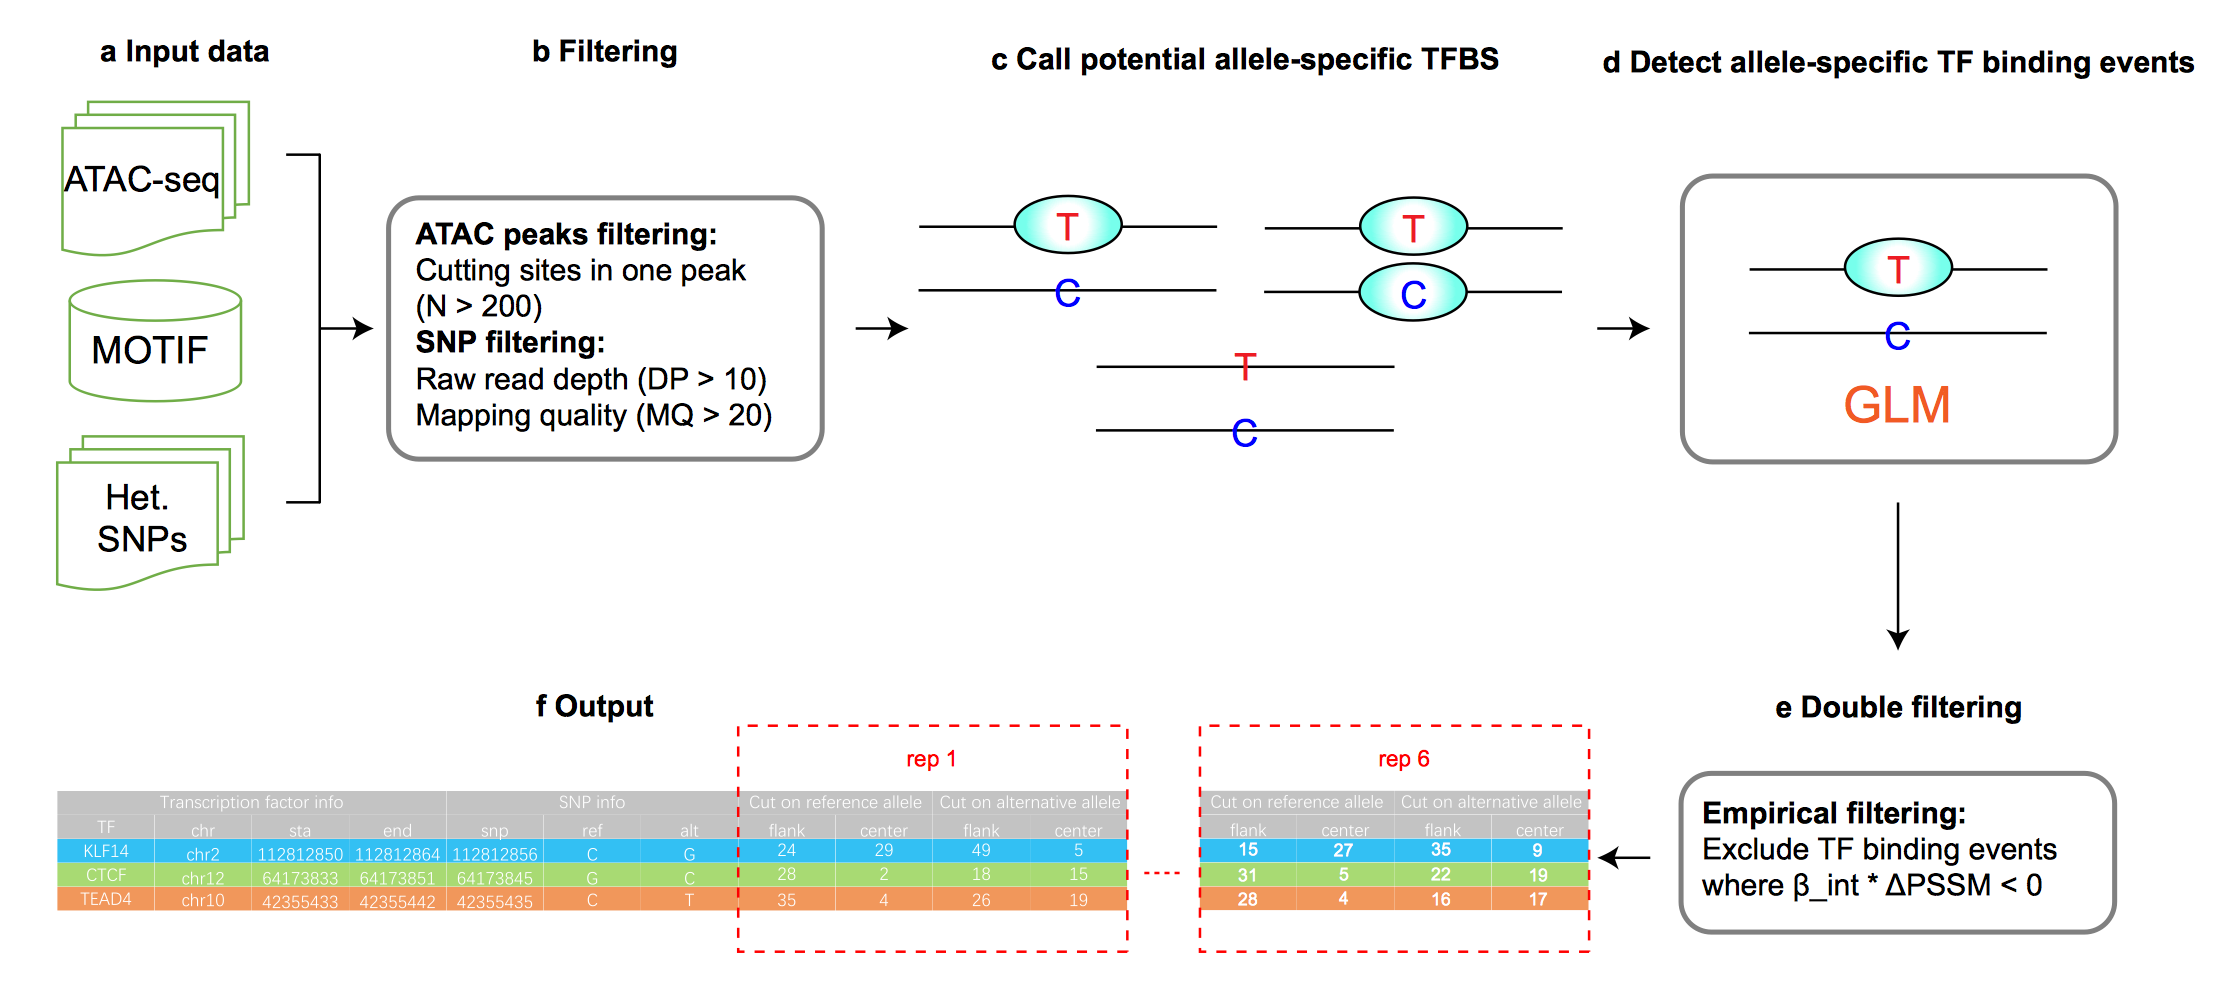 a Input data
ATAC-seq
MOTIF
Het.
SNPs
b Filtering
ATAC peaks filtering:
Cutting sites in one peak
(N > 200)
SNP filtering:
Raw read depth (DP > 10)
Mapping quality (MQ > 20)
c Call potential allele-specific TFBS
T
C
T
C
T
C
d Detect allele-specific TF binding events
T
C
GLM
e Double filtering
Empirical filtering:
Exclude TF binding events
where β_int * ΔPSSM < 0
f Output
rep 1
rep 6
Transcription factor info SNP info Cut on reference allele Cut on alternative allele Cut on reference allele Cut on alternative allele
TF chr sta end snp ref alt flank center flank center flank center flank center
KLF14 chr2 112812850 112812864 112812856 C G 24 29 49 5 15 27 35 9
CTCF chr12 64173833 64173851 64173845 G C 28 2 18 15 31 5 22 19
TEAD4 chr10 42355433 42355442 42355435 C T 35 4 26 19 28 4 16 17